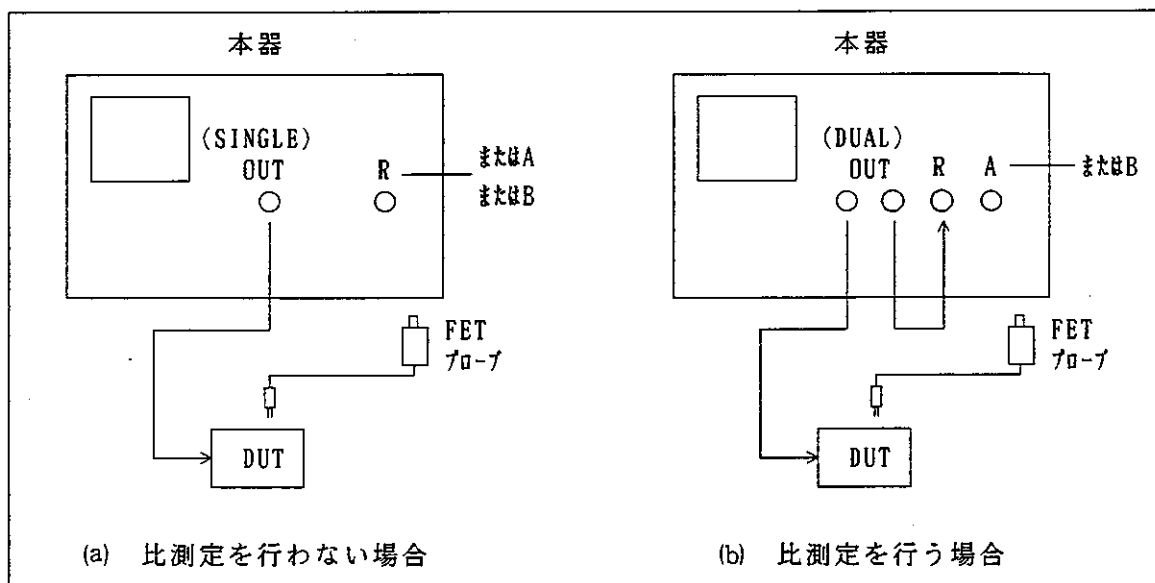 本器
(SINGLE)
OUT
R
またはA
またはB
FET
プローブ
DUT
(a) 比測定を行わない場合
本器
(DUAL)
OUT
R
A
またはB
FET
プローブ
DUT
(b) 比測定を行う場合